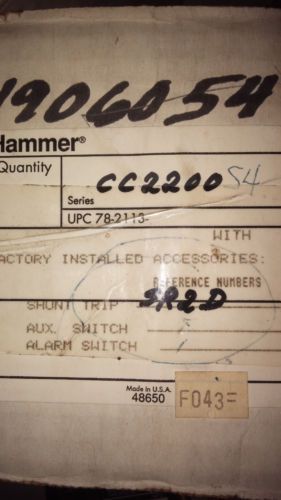 1906054
Hammer®
Quantity
CC2200 54
Series
UPC 78-2113-
WITH
ACTORY INSTALLED ACCESSORIES:
REFERENCE NUMBERS
SHUNT TRIP SR2D
AUX. SWITCH
ALARM SWITCH
Made in U.S.A.
48650
F043=